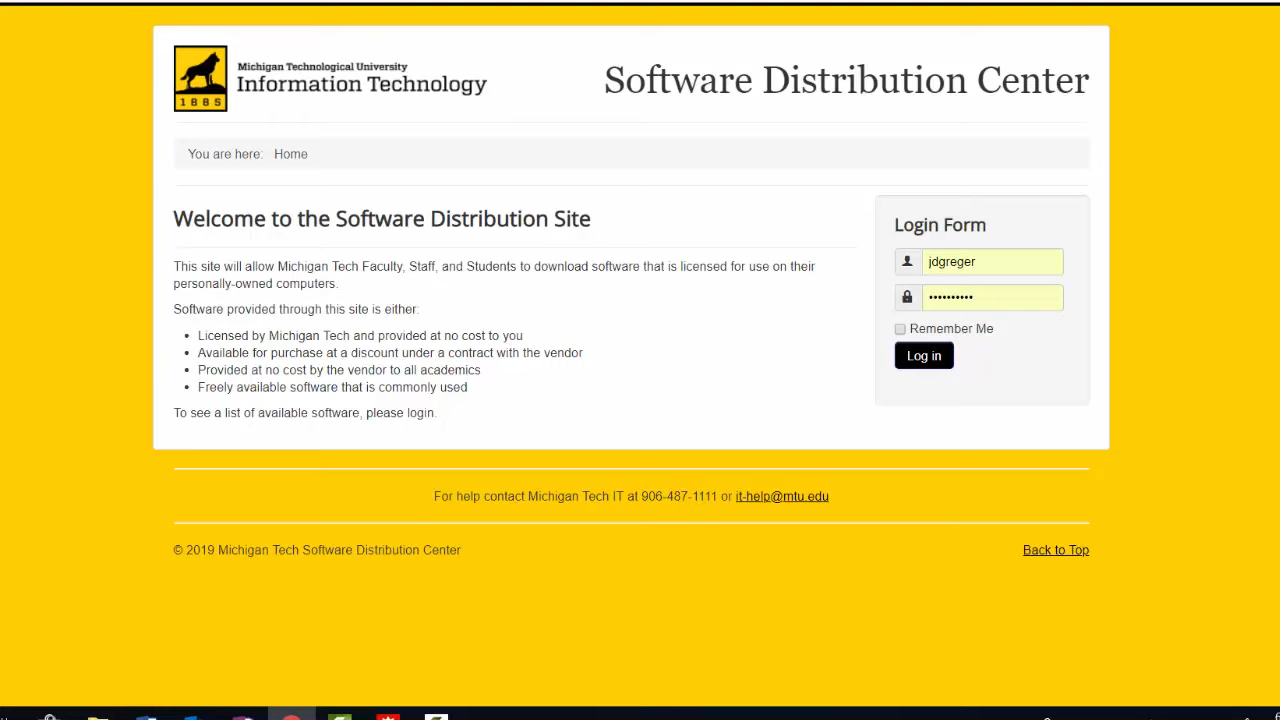 Michigan Technological University
Information Technology
1885
Software Distribution Center
You are here: Home
Welcome to the Software Distribution Site
This site will allow Michigan Tech Faculty, Staff, and Students to download software that is licensed for use on their
personally-owned computers.
Software provided through this site is either:
• Licensed by Michigan Tech and provided at no cost to you
• Available for purchase at a discount under a contract with the vendor
• Provided at no cost by the vendor to all academics
• Freely available software that is commonly used
To see a list of available software, please login.
Login Form
jdgreger
••••••••••
Remember Me
Log in
For help contact Michigan Tech IT at 906-487-1111 or it-help@mtu.edu
© 2019 Michigan Tech Software Distribution Center
Back to Top